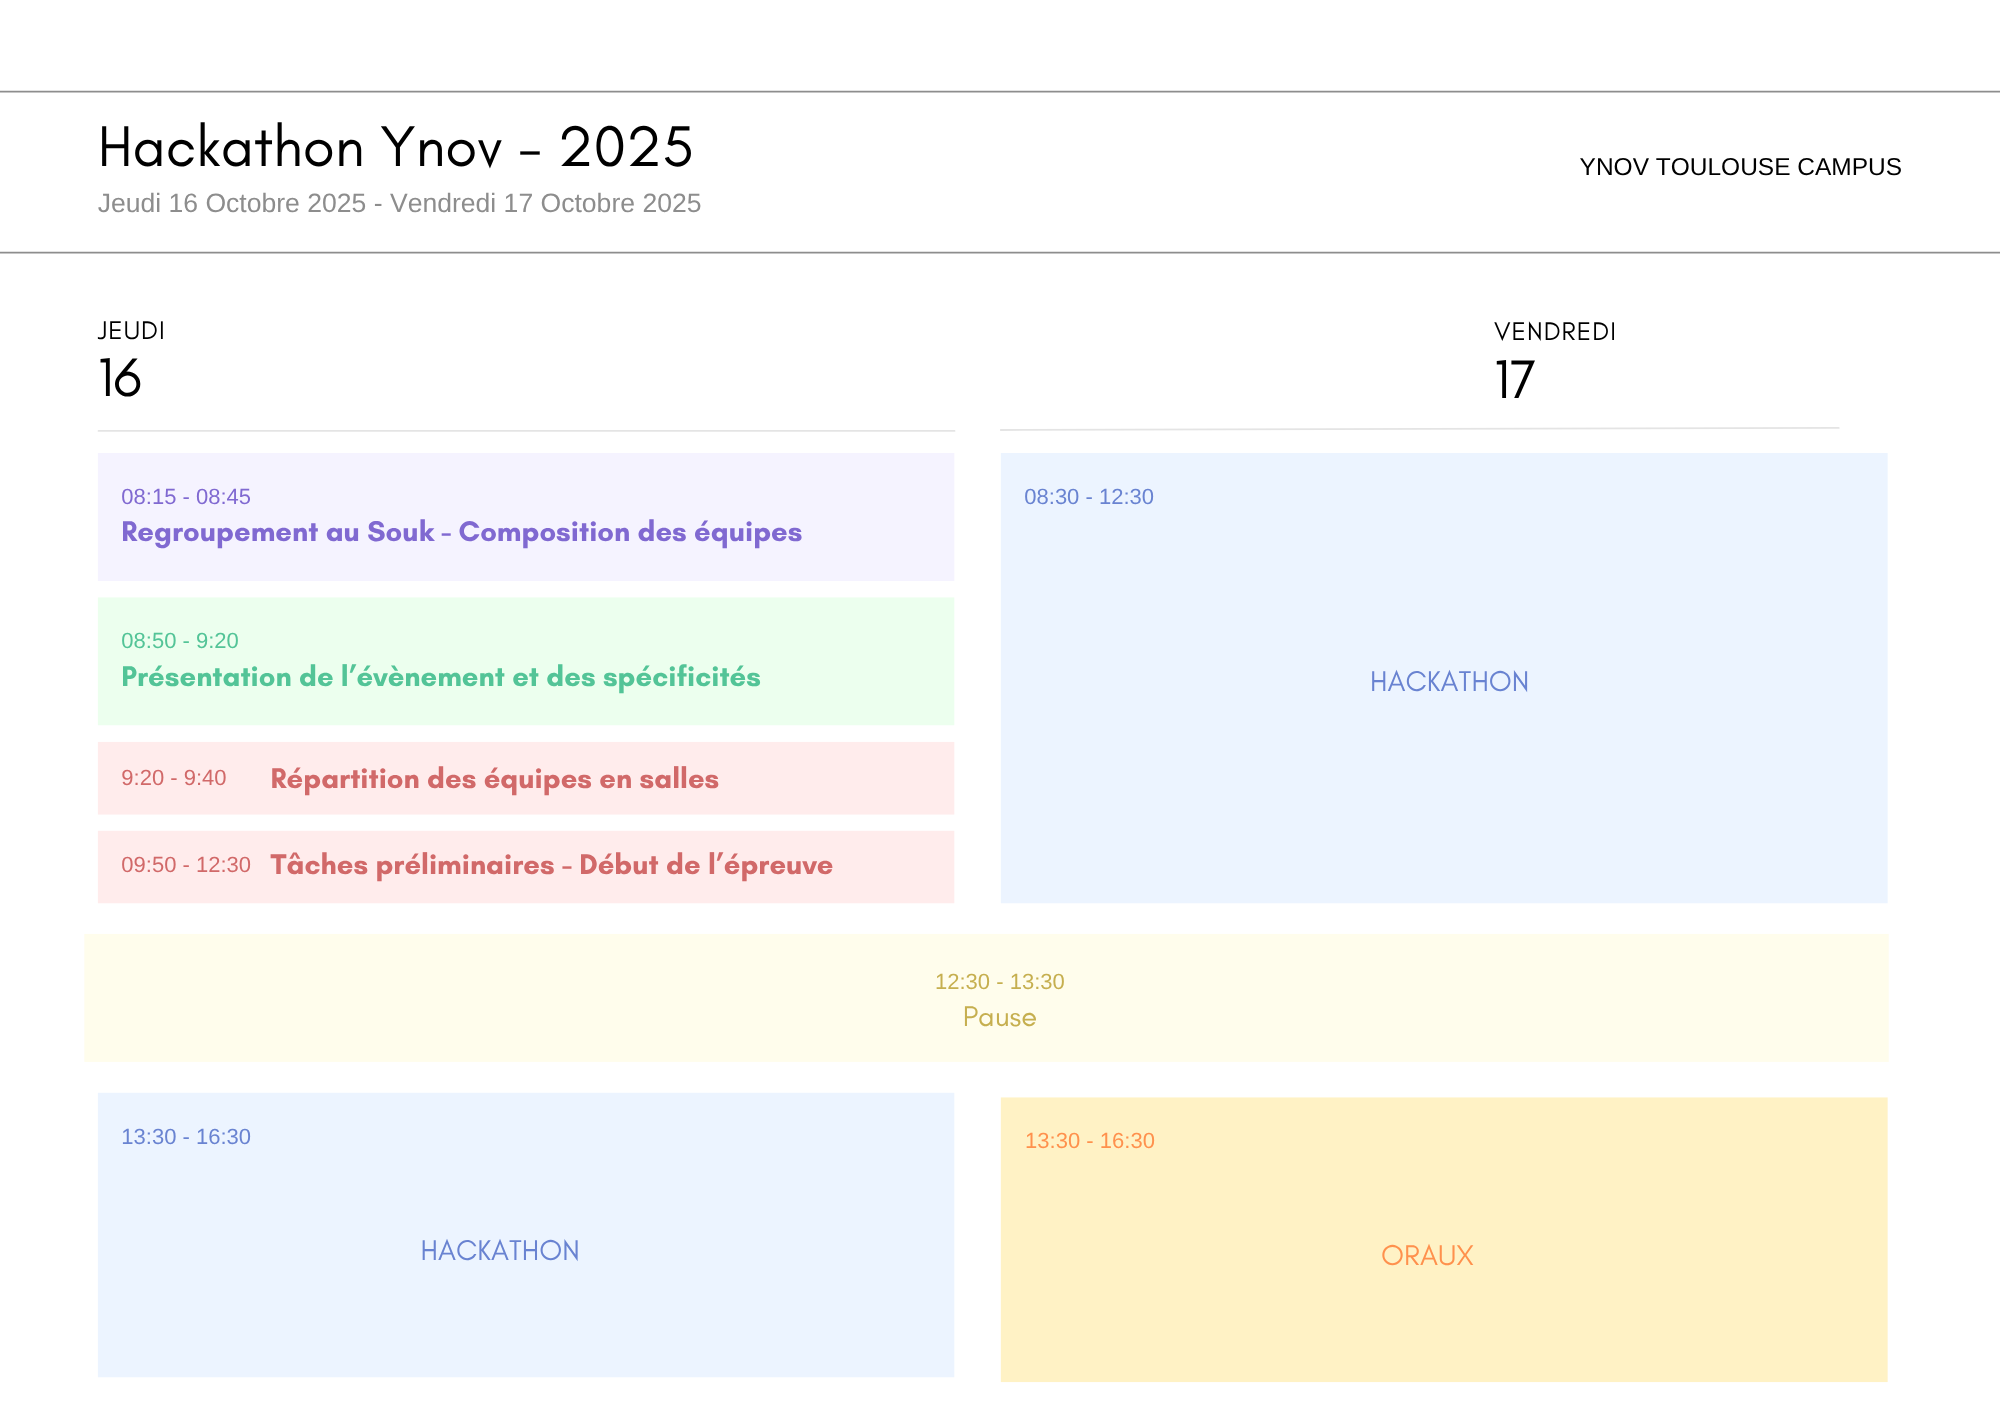 Hackathon Ynov - 2025
Jeudi 16 Octobre 2025 - Vendredi 17 Octobre 2025
YNOV TOULOUSE CAMPUS
JEUDI
16
08:15 - 08:45
Regroupement au Souk - Composition des équipes
08:50 - 9:20
Présentation de l’évènement et des spécificités
9:20 - 9:40 Répartition des équipes en salles
09:50 - 12:30 Tâches préliminaires - Début de l’épreuve
VENDREDI
17
08:30 - 12:30
HACKATHON
12:30 - 13:30
Pause
13:30 - 16:30
HACKATHON
13:30 - 16:30
ORAUX